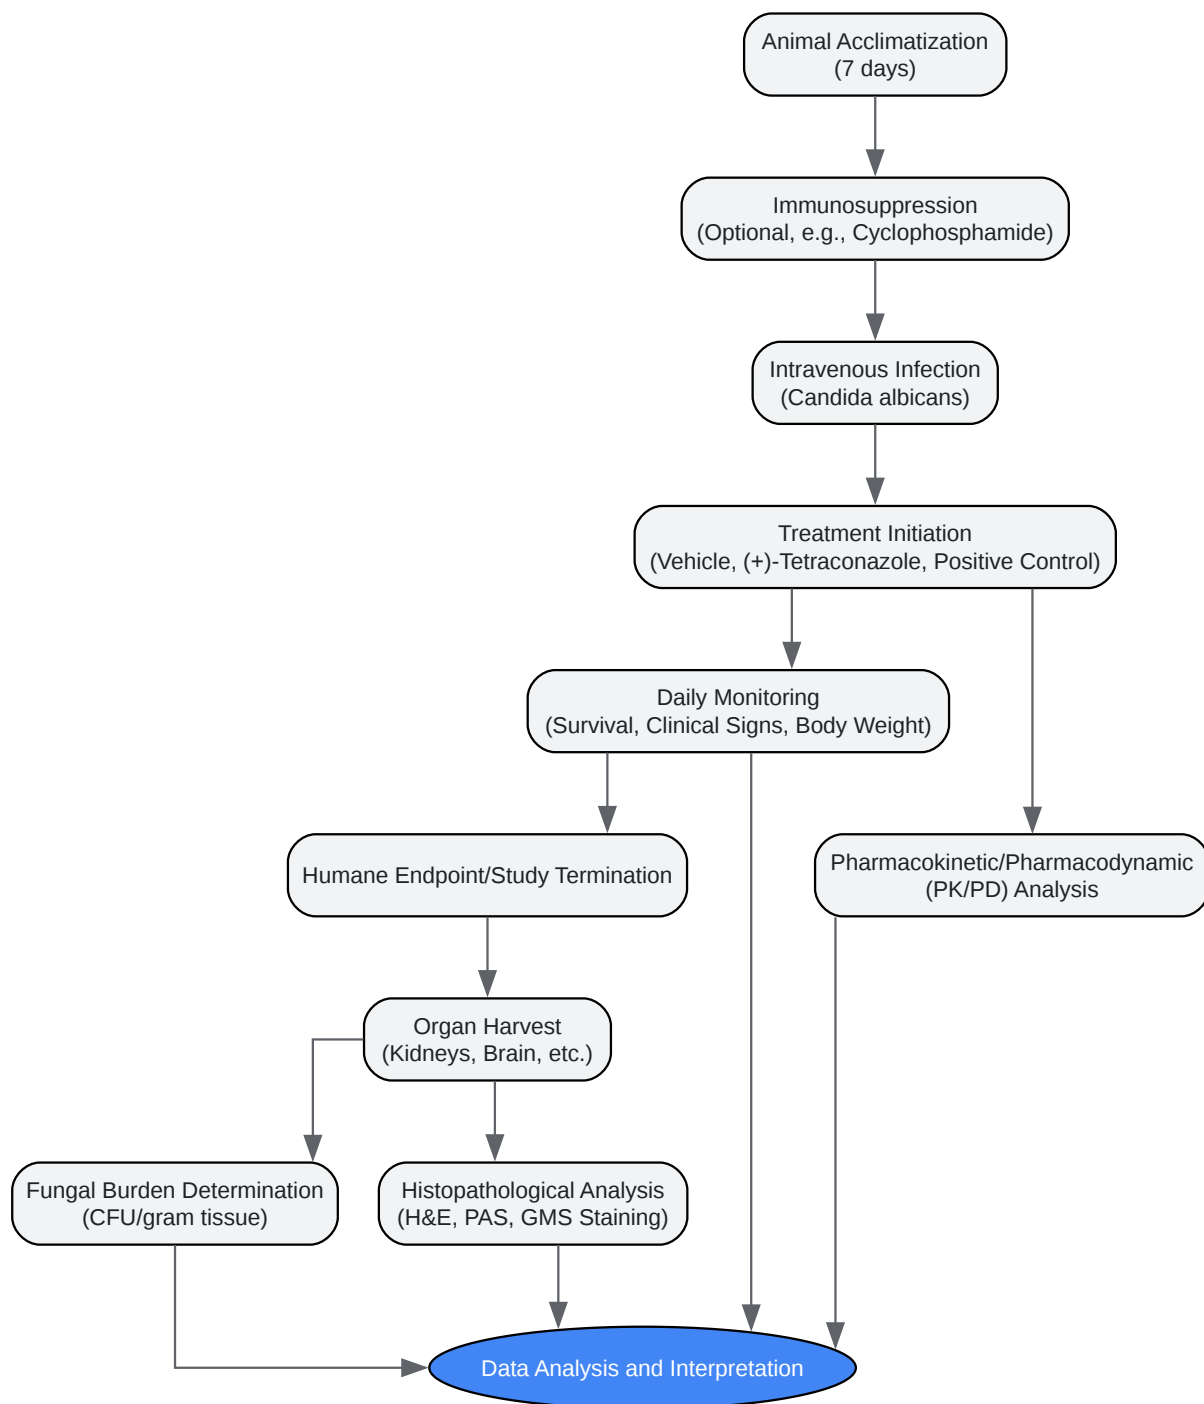 Animal Acclimatization
(7 days)
Immunosuppression
(Optional, e.g., Cyclophosphamide)
Intravenous Infection
(Candida albicans)
Treatment Initiation
(Vehicle, (+)-Tetraconazole, Positive Control)
Daily Monitoring
(Survival, Clinical Signs, Body Weight)
Humane Endpoint/Study Termination
Pharmacokinetic/Pharmacodynamic
(PK/PD) Analysis
Organ Harvest
(Kidneys, Brain, etc.)
Fungal Burden Determination
(CFU/gram tissue)
Histopathological Analysis
(H&E, PAS, GMS Staining)
Data Analysis and Interpretation